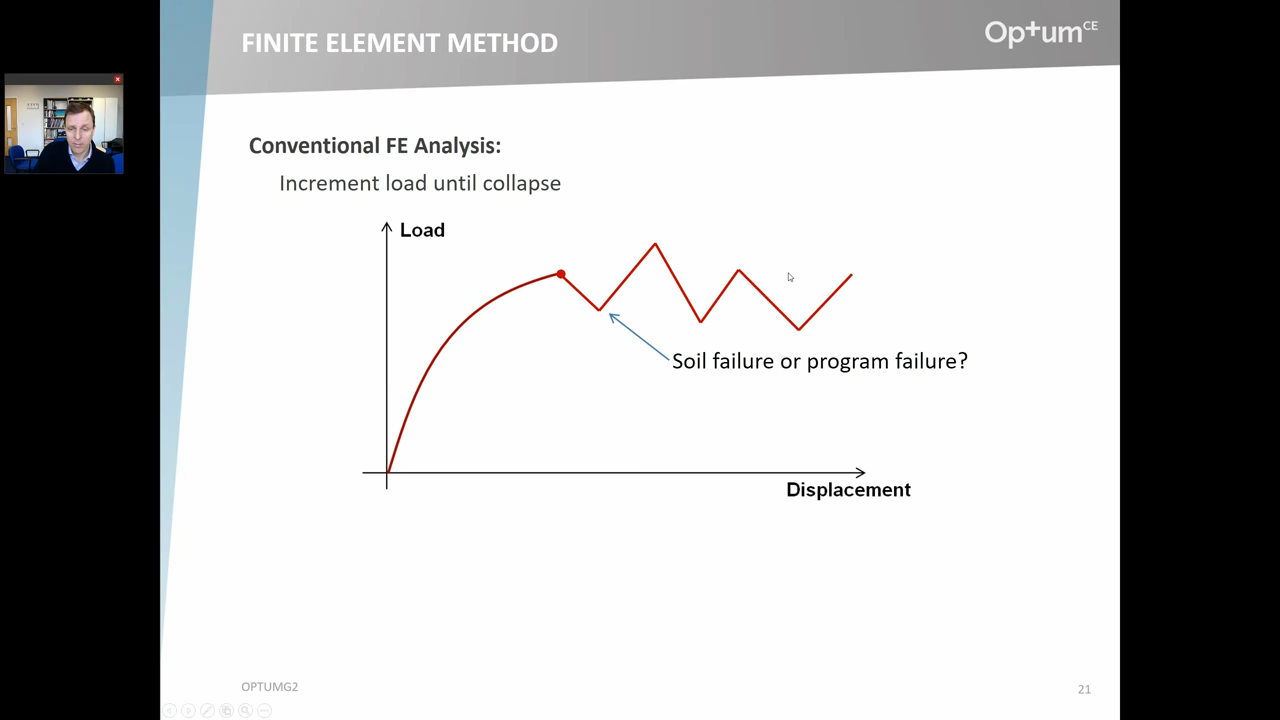 FINITE ELEMENT METHOD
Op+um CE
Conventional FE Analysis:
Increment load until collapse
Load
Soil failure or program failure?
Displacement
OPTUMG2
21